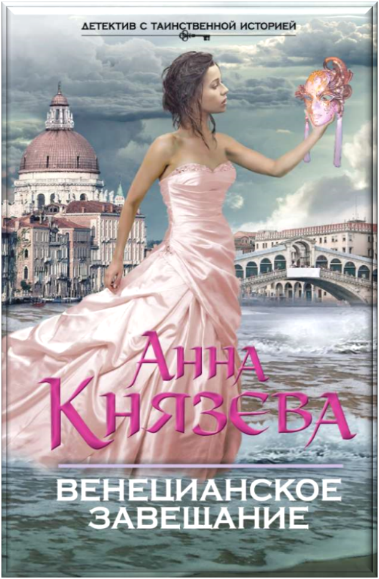 ДЕТЕКТИВ С ТАИНСТВЕННОЙ ИСТОРИЕЙ
АННА
КНЯЗЕВА
ВЕНЕЦИАНСКОЕ
ЗАВЕЩАНИЕ